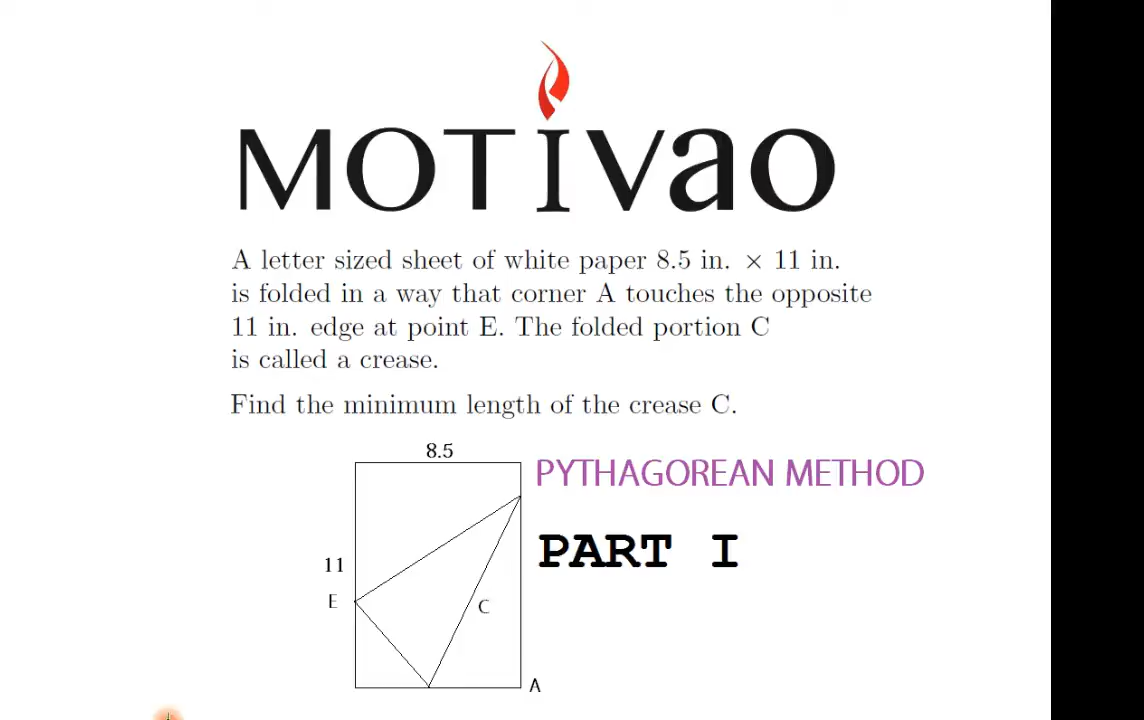 MOTiVao
A letter sized sheet of white paper 8.5 in. × 11 in.
is folded in a way that corner A touches the opposite
11 in. edge at point E. The folded portion C
is called a crease.
Find the minimum length of the crease C.
8.5
PYTHAGOREAN METHOD
PART I
11
E
C
A